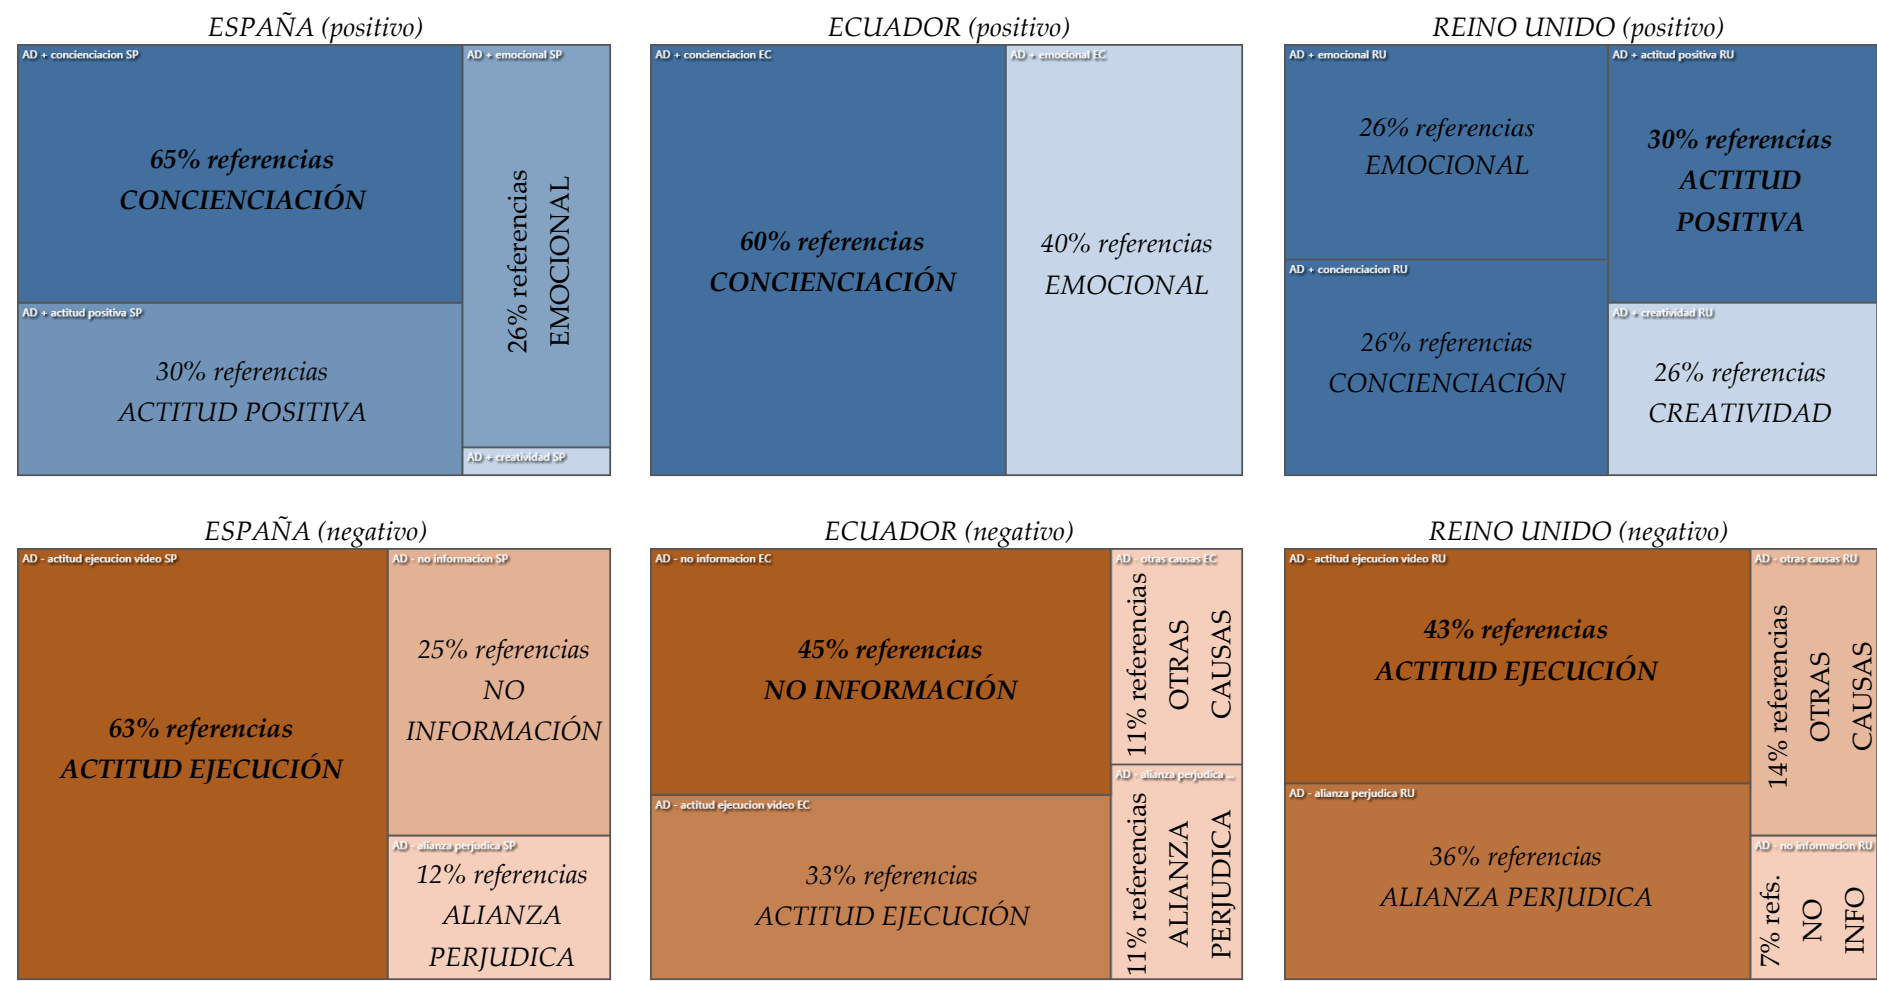 ESPAÑA (positivo)
AD + concienciacion SP
65% referencias
CONCIENCIACIÓN
AD + emocional SP
26% referencias
EMOCIONAL
AD + actitud positiva SP
30% referencias
ACTITUD POSITIVA
AD + creatividad SP
ECUADOR (positivo)
AD + concienciacion EC
60% referencias
CONCIENCIACIÓN
AD + emocional EC
40% referencias
EMOCIONAL
REINO UNIDO (positivo)
AD + emocional RU
26% referencias
EMOCIONAL
AD + actitud positiva RU
30% referencias
ACTITUD
POSITIVA
AD + concienciacion RU
26% referencias
CONCIENCIACIÓN
AD + creatividad RU
26% referencias
CREATIVIDAD
ESPAÑA (negativo)
AD - actitud ejecucion video SP
63% referencias
ACTITUD EJECUCIÓN
AD - no informacion SP
25% referencias
NO
INFORMACIÓN
AD - alianza perjudica SP
12% referencias
ALIANZA
PERJUDICA
ECUADOR (negativo)
AD - no informacion EC
45% referencias
NO INFORMACIÓN
AD - otras causas EC
11% referencias
OTRAS
CAUSAS
AD - actitud ejecucion video EC
33% referencias
ACTITUD EJECUCIÓN
AD - alianza perjudica ...
11% referencias
ALIANZA
PERJUDICA
REINO UNIDO (negativo)
AD - actitud ejecucion video RU
43% referencias
ACTITUD EJECUCIÓN
AD - otras causas RU
14% referencias
OTRAS
CAUSAS
AD - alianza perjudica RU
36% referencias
ALIANZA PERJUDICA
AD - no informacion RU
7% refs.
NO
INFO